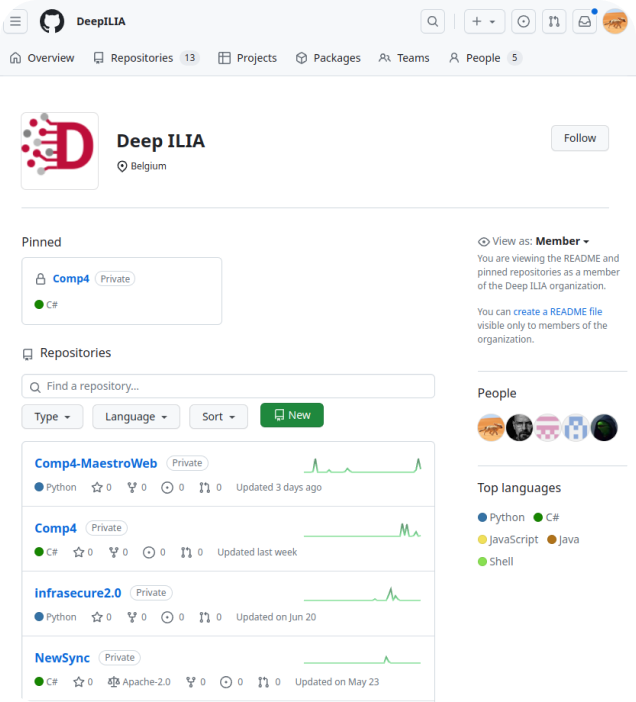 DeepILIA
Overview Repositories 13 Projects Packages Teams People 5
D
Deep ILIA
Follow
Belgium
Pinned
Comp4 Private
C#
Repositories
Find a repository...
Type Language Sort New
Comp4-MaestroWeb Private
Python 0 0 0 0 Updated 3 days ago
Comp4 Private
C# 0 0 0 0 Updated last week
infrasecure2.0 Private
Python 0 0 0 0 Updated on Jun 20
NewSync Private
C# 0 Apache-2.0 0 0 0 Updated on May 23
View as: Member
You are viewing the README and
pinned repositories as a member
of the Deep ILIA organization.
You can create a README file
visible only to members of the
organization.
People
Top languages
Python C#
JavaScript Java
Shell